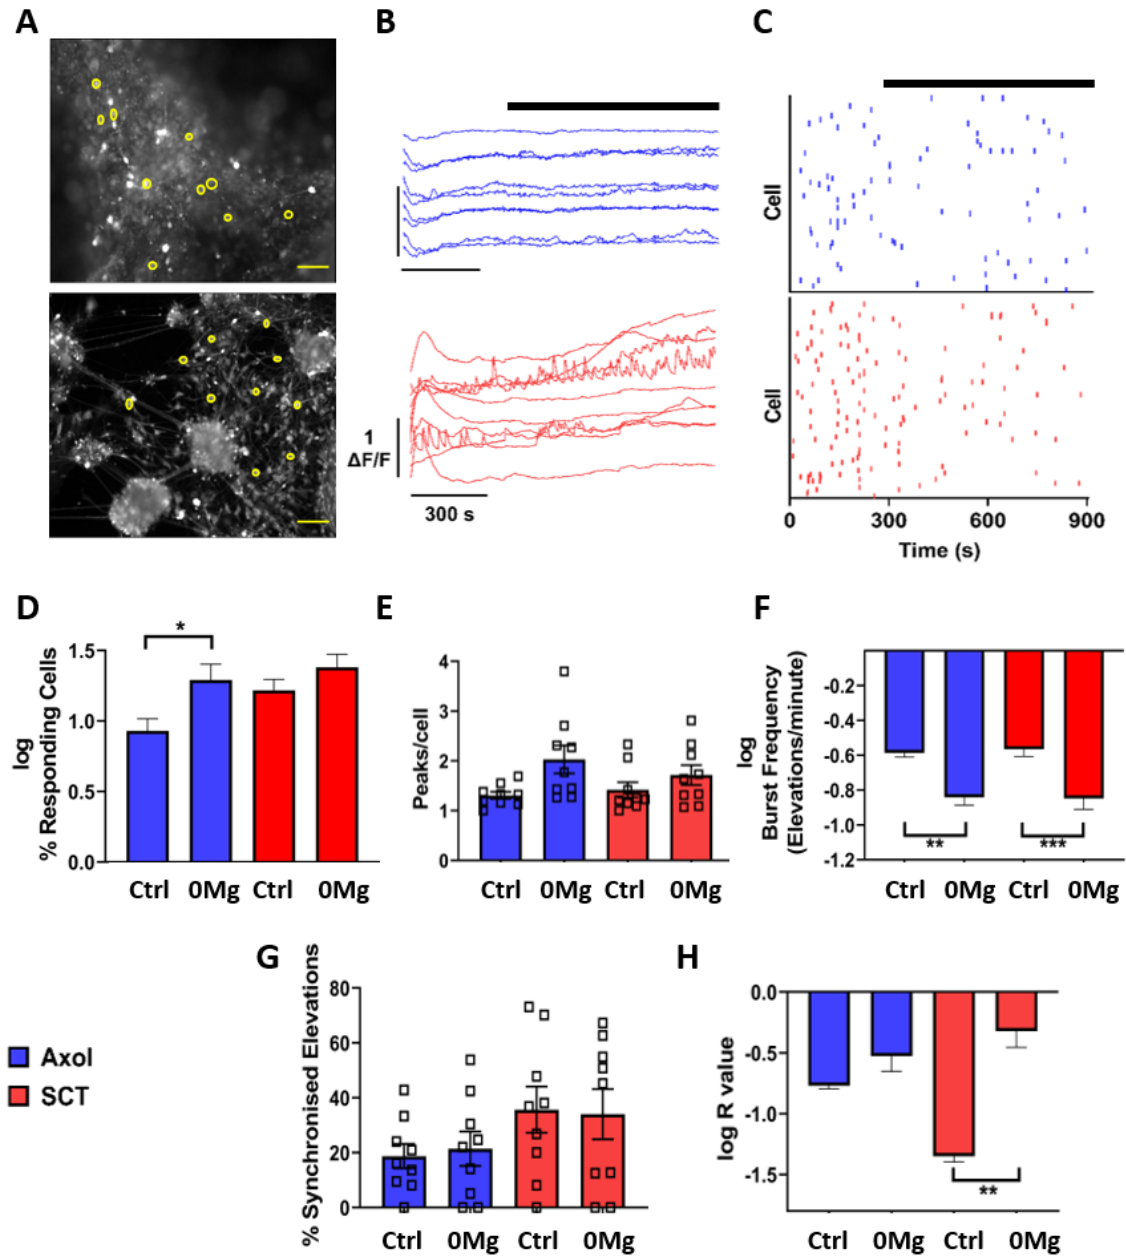 A
B
C
Cell
Cell
1
ΔF/F
300 s
0
300
600
900
Time (s)
D
E
F
*
log
% Responding Cells
1.5
1.0
0.5
0.0
Ctrl
0Mg
Ctrl
0Mg
Peaks/cell
4
3
2
1
0
Ctrl
0Mg
Ctrl
0Mg
log
Burst Frequency
(Elevations/minute)
-0.2
-0.4
-0.6
-0.8
-1.0
-1.2
**
***
Ctrl
0Mg
Ctrl
0Mg
G
H
% Synchronised Elevations
80
60
40
20
0
Ctrl
0Mg
Ctrl
0Mg
Axol
SCT
log R value
0.0
-0.5
-1.0
-1.5
**
Ctrl
0Mg
Ctrl
0Mg